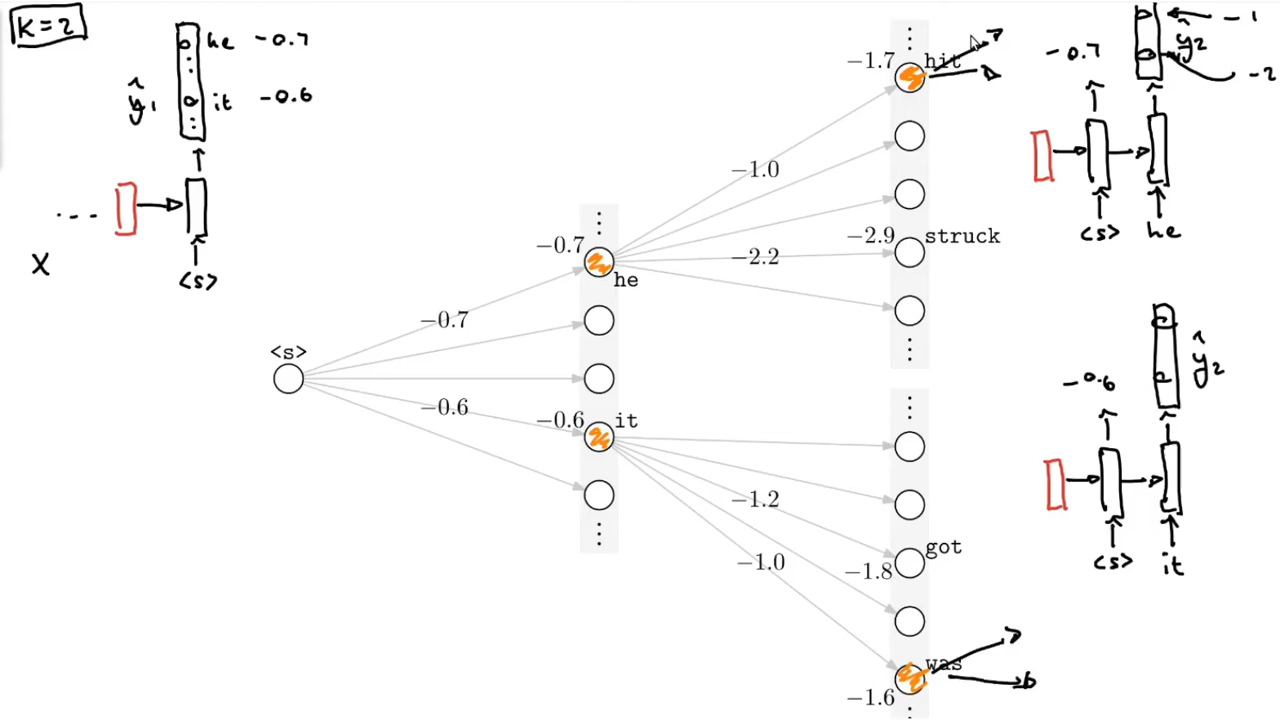 K=2
he -0.7
ŷ1
it -0.6
...
x
<s>
<s>
−0.7
−0.6
−0.7
he
−0.6
it
−1.0
−2.2
−1.2
−1.0
−1.7
hit
−2.9
struck
got
−1.8
was
−1.6
-1
ŷ2
-0.7
-2
<s>
he
ŷ2
-0.6
<s>
it